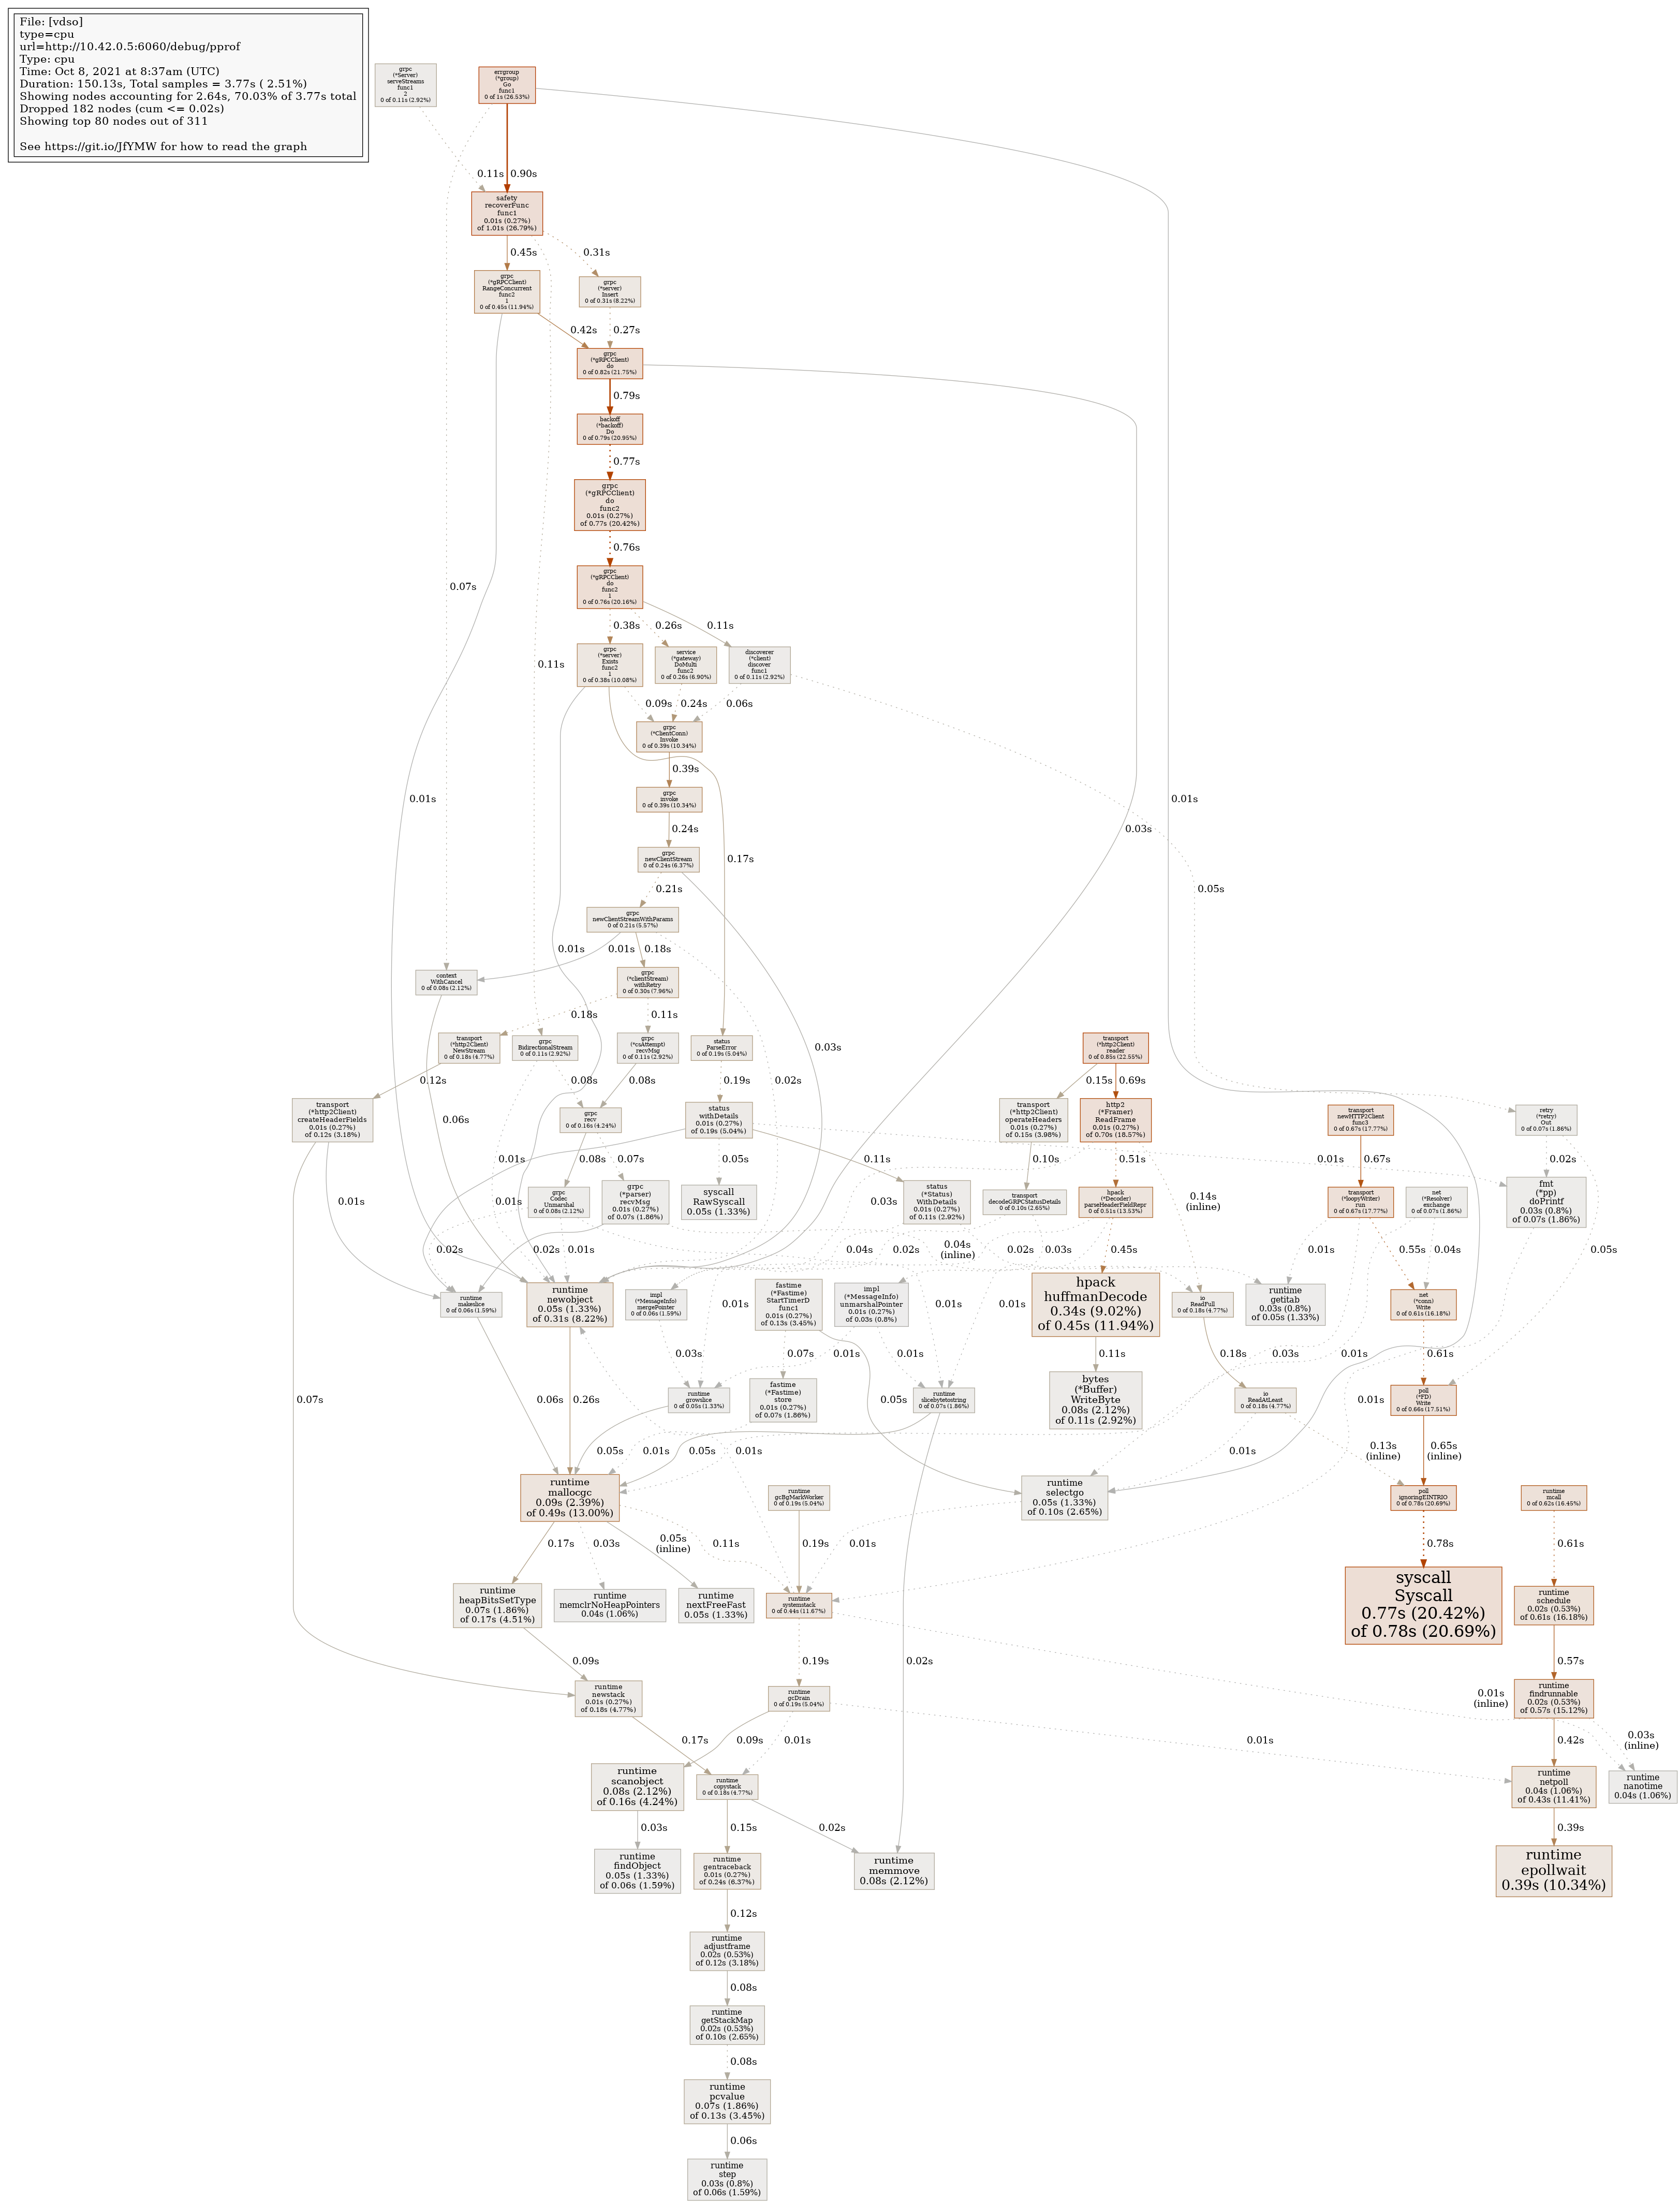 File: [vdso]
type=cpu
url=http://10.42.0.5:6060/debug/pprof
Type: cpu
Time: Oct 8, 2021 at 8:37am (UTC)
Duration: 150.13s, Total samples = 3.77s ( 2.51%)
Showing nodes accounting for 2.64s, 70.03% of 3.77s total
Dropped 182 nodes (cum <= 0.02s)
Showing top 80 nodes out of 311
See https://git.io/JfYMW for how to read the graph
grpc
(*Server)
serveStreams
func1
2
0 of 0.11s (2.92%)
errgroup
(*group)
Go
func1
0 of 1s (26.53%)
0.11s
0.90s
safety
recoverFunc
func1
0.01s (0.27%)
of 1.01s (26.79%)
0.45s
0.31s
grpc
(*gRPCClient)
RangeConcurrent
func2
1
0 of 0.45s (11.94%)
grpc
(*server)
Insert
0 of 0.31s (8.22%)
0.42s
0.27s
grpc
(*gRPCClient)
do
0 of 0.82s (21.75%)
0.79s
backoff
(*backoff)
Do
0 of 0.79s (20.95%)
0.77s
grpc
(*gRPCClient)
do
func2
0.01s (0.27%)
of 0.77s (20.42%)
0.76s
grpc
(*gRPCClient)
do
func2
1
0 of 0.76s (20.16%)
0.07s
0.38s
0.26s
0.11s
0.11s
grpc
(*server)
Exists
func2
1
0 of 0.38s (10.08%)
service
(*gateway)
DoMulti
func2
0 of 0.26s (6.90%)
discoverer
(*client)
discover
func1
0 of 0.11s (2.92%)
0.09s
0.24s
0.06s
grpc
(*ClientConn)
Invoke
0 of 0.39s (10.34%)
0.39s
grpc
invoke
0 of 0.39s (10.34%)
0.01s
0.01s
0.24s
0.03s
0.17s
0.05s
grpc
newClientStream
0 of 0.24s (6.37%)
0.21s
grpc
newClientStreamWithParams
0 of 0.21s (5.57%)
0.01s
0.01s
0.18s
context
WithCancel
0 of 0.08s (2.12%)
grpc
(*clientStream)
withRetry
0 of 0.30s (7.96%)
0.18s
0.11s
0.03s
transport
(*http2Client)
NewStream
0 of 0.18s (4.77%)
grpc
BidirectionalStream
0 of 0.11s (2.92%)
grpc
(*csAttempt)
recvMsg
0 of 0.11s (2.92%)
status
ParseError
0 of 0.19s (5.04%)
transport
(*http2Client)
reader
0 of 0.85s (22.55%)
0.12s
0.08s
0.08s
0.19s
0.02s
0.15s
0.69s
transport
(*http2Client)
createHeaderFields
0.01s (0.27%)
of 0.12s (3.18%)
0.06s
grpc
recv
0 of 0.16s (4.24%)
status
withDetails
0.01s (0.27%)
of 0.19s (5.04%)
transport
(*http2Client)
operateHeaders
0.01s (0.27%)
of 0.15s (3.98%)
http2
(*Framer)
ReadFrame
0.01s (0.27%)
of 0.70s (18.57%)
transport
newHTTP2Client
func3
0 of 0.67s (17.77%)
retry
(*retry)
Out
0 of 0.07s (1.86%)
0.01s
0.08s
0.07s
0.05s
0.11s
0.10s
0.51s
0.01s
0.67s
0.02s
0.01s
0.01s
grpc
Codec
Unmarshal
0 of 0.08s (2.12%)
grpc
(*parser)
recvMsg
0.01s (0.27%)
of 0.07s (1.86%)
syscall
RawSyscall
0.05s (1.33%)
0.03s
status
(*Status)
WithDetails
0.01s (0.27%)
of 0.11s (2.92%)
transport
decodeGRPCStatusDetails
0 of 0.10s (2.65%)
hpack
(*Decoder)
parseHeaderFieldRepr
0 of 0.51s (13.53%)
0.14s
(inline)
transport
(*loopyWriter)
run
0 of 0.67s (17.77%)
net
(*Resolver)
exchange
0 of 0.07s (1.86%)
fmt
(*pp)
doPrintf
0.03s (0.8%)
of 0.07s (1.86%)
0.02s
0.02s
0.01s
0.04s
0.02s
0.04s
(inline)
0.02s
0.03s
0.45s
0.01s
0.55s
0.04s
0.05s
runtime
makeslice
0 of 0.06s (1.59%)
runtime
newobject
0.05s (1.33%)
of 0.31s (8.22%)
impl
(*MessageInfo)
mergePointer
0 of 0.06s (1.59%)
fastime
(*Fastime)
StartTimerD
func1
0.01s (0.27%)
of 0.13s (3.45%)
impl
(*MessageInfo)
unmarshalPointer
0.01s (0.27%)
of 0.03s (0.8%)
hpack
huffmanDecode
0.34s (9.02%)
of 0.45s (11.94%)
io
ReadFull
0 of 0.18s (4.77%)
runtime
getitab
0.03s (0.8%)
of 0.05s (1.33%)
net
(*conn)
Write
0 of 0.61s (16.18%)
0.01s
0.01s
0.01s
0.03s
0.07s
0.01s
0.01s
0.11s
0.18s
0.03s
0.01s
0.61s
0.07s
0.06s
0.26s
runtime
growslice
0 of 0.05s (1.33%)
fastime
(*Fastime)
store
0.01s (0.27%)
of 0.07s (1.86%)
0.05s
runtime
slicebytetostring
0 of 0.07s (1.86%)
bytes
(*Buffer)
WriteByte
0.08s (2.12%)
of 0.11s (2.92%)
io
ReadAtLeast
0 of 0.18s (4.77%)
0.01s
poll
(*FD)
Write
0 of 0.66s (17.51%)
0.05s
0.01s
0.05s
0.01s
0.01s
0.13s
(inline)
0.65s
(inline)
runtime
mallocgc
0.09s (2.39%)
of 0.49s (13.00%)
runtime
gcBgMarkWorker
0 of 0.19s (5.04%)
runtime
selectgo
0.05s (1.33%)
of 0.10s (2.65%)
poll
ignoringEINTRIO
0 of 0.78s (20.69%)
runtime
mcall
0 of 0.62s (16.45%)
0.17s
0.03s
0.05s
(inline)
0.11s
0.19s
0.01s
0.78s
0.61s
runtime
heapBitsSetType
0.07s (1.86%)
of 0.17s (4.51%)
runtime
memclrNoHeapPointers
0.04s (1.06%)
runtime
nextFreeFast
0.05s (1.33%)
runtime
systemstack
0 of 0.44s (11.67%)
syscall
Syscall
0.77s (20.42%)
of 0.78s (20.69%)
runtime
schedule
0.02s (0.53%)
of 0.61s (16.18%)
0.09s
0.19s
0.02s
0.57s
runtime
newstack
0.01s (0.27%)
of 0.18s (4.77%)
runtime
gcDrain
0 of 0.19s (5.04%)
0.01s
(inline)
runtime
findrunnable
0.02s (0.53%)
of 0.57s (15.12%)
0.17s
0.09s
0.01s
0.01s
0.42s
0.03s
(inline)
runtime
scanobject
0.08s (2.12%)
of 0.16s (4.24%)
runtime
copystack
0 of 0.18s (4.77%)
runtime
netpoll
0.04s (1.06%)
of 0.43s (11.41%)
runtime
nanotime
0.04s (1.06%)
0.03s
0.15s
0.02s
0.39s
runtime
findObject
0.05s (1.33%)
of 0.06s (1.59%)
runtime
gentraceback
0.01s (0.27%)
of 0.24s (6.37%)
runtime
memmove
0.08s (2.12%)
runtime
epollwait
0.39s (10.34%)
0.12s
runtime
adjustframe
0.02s (0.53%)
of 0.12s (3.18%)
0.08s
runtime
getStackMap
0.02s (0.53%)
of 0.10s (2.65%)
0.08s
runtime
pcvalue
0.07s (1.86%)
of 0.13s (3.45%)
0.06s
runtime
step
0.03s (0.8%)
of 0.06s (1.59%)